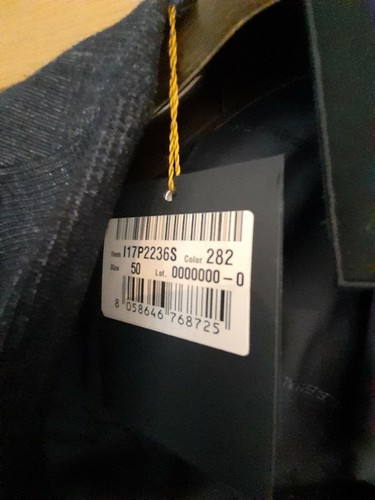 Item I17P2236S Color 282
Size 50 Lot. 0000000-0
8 058646 768725